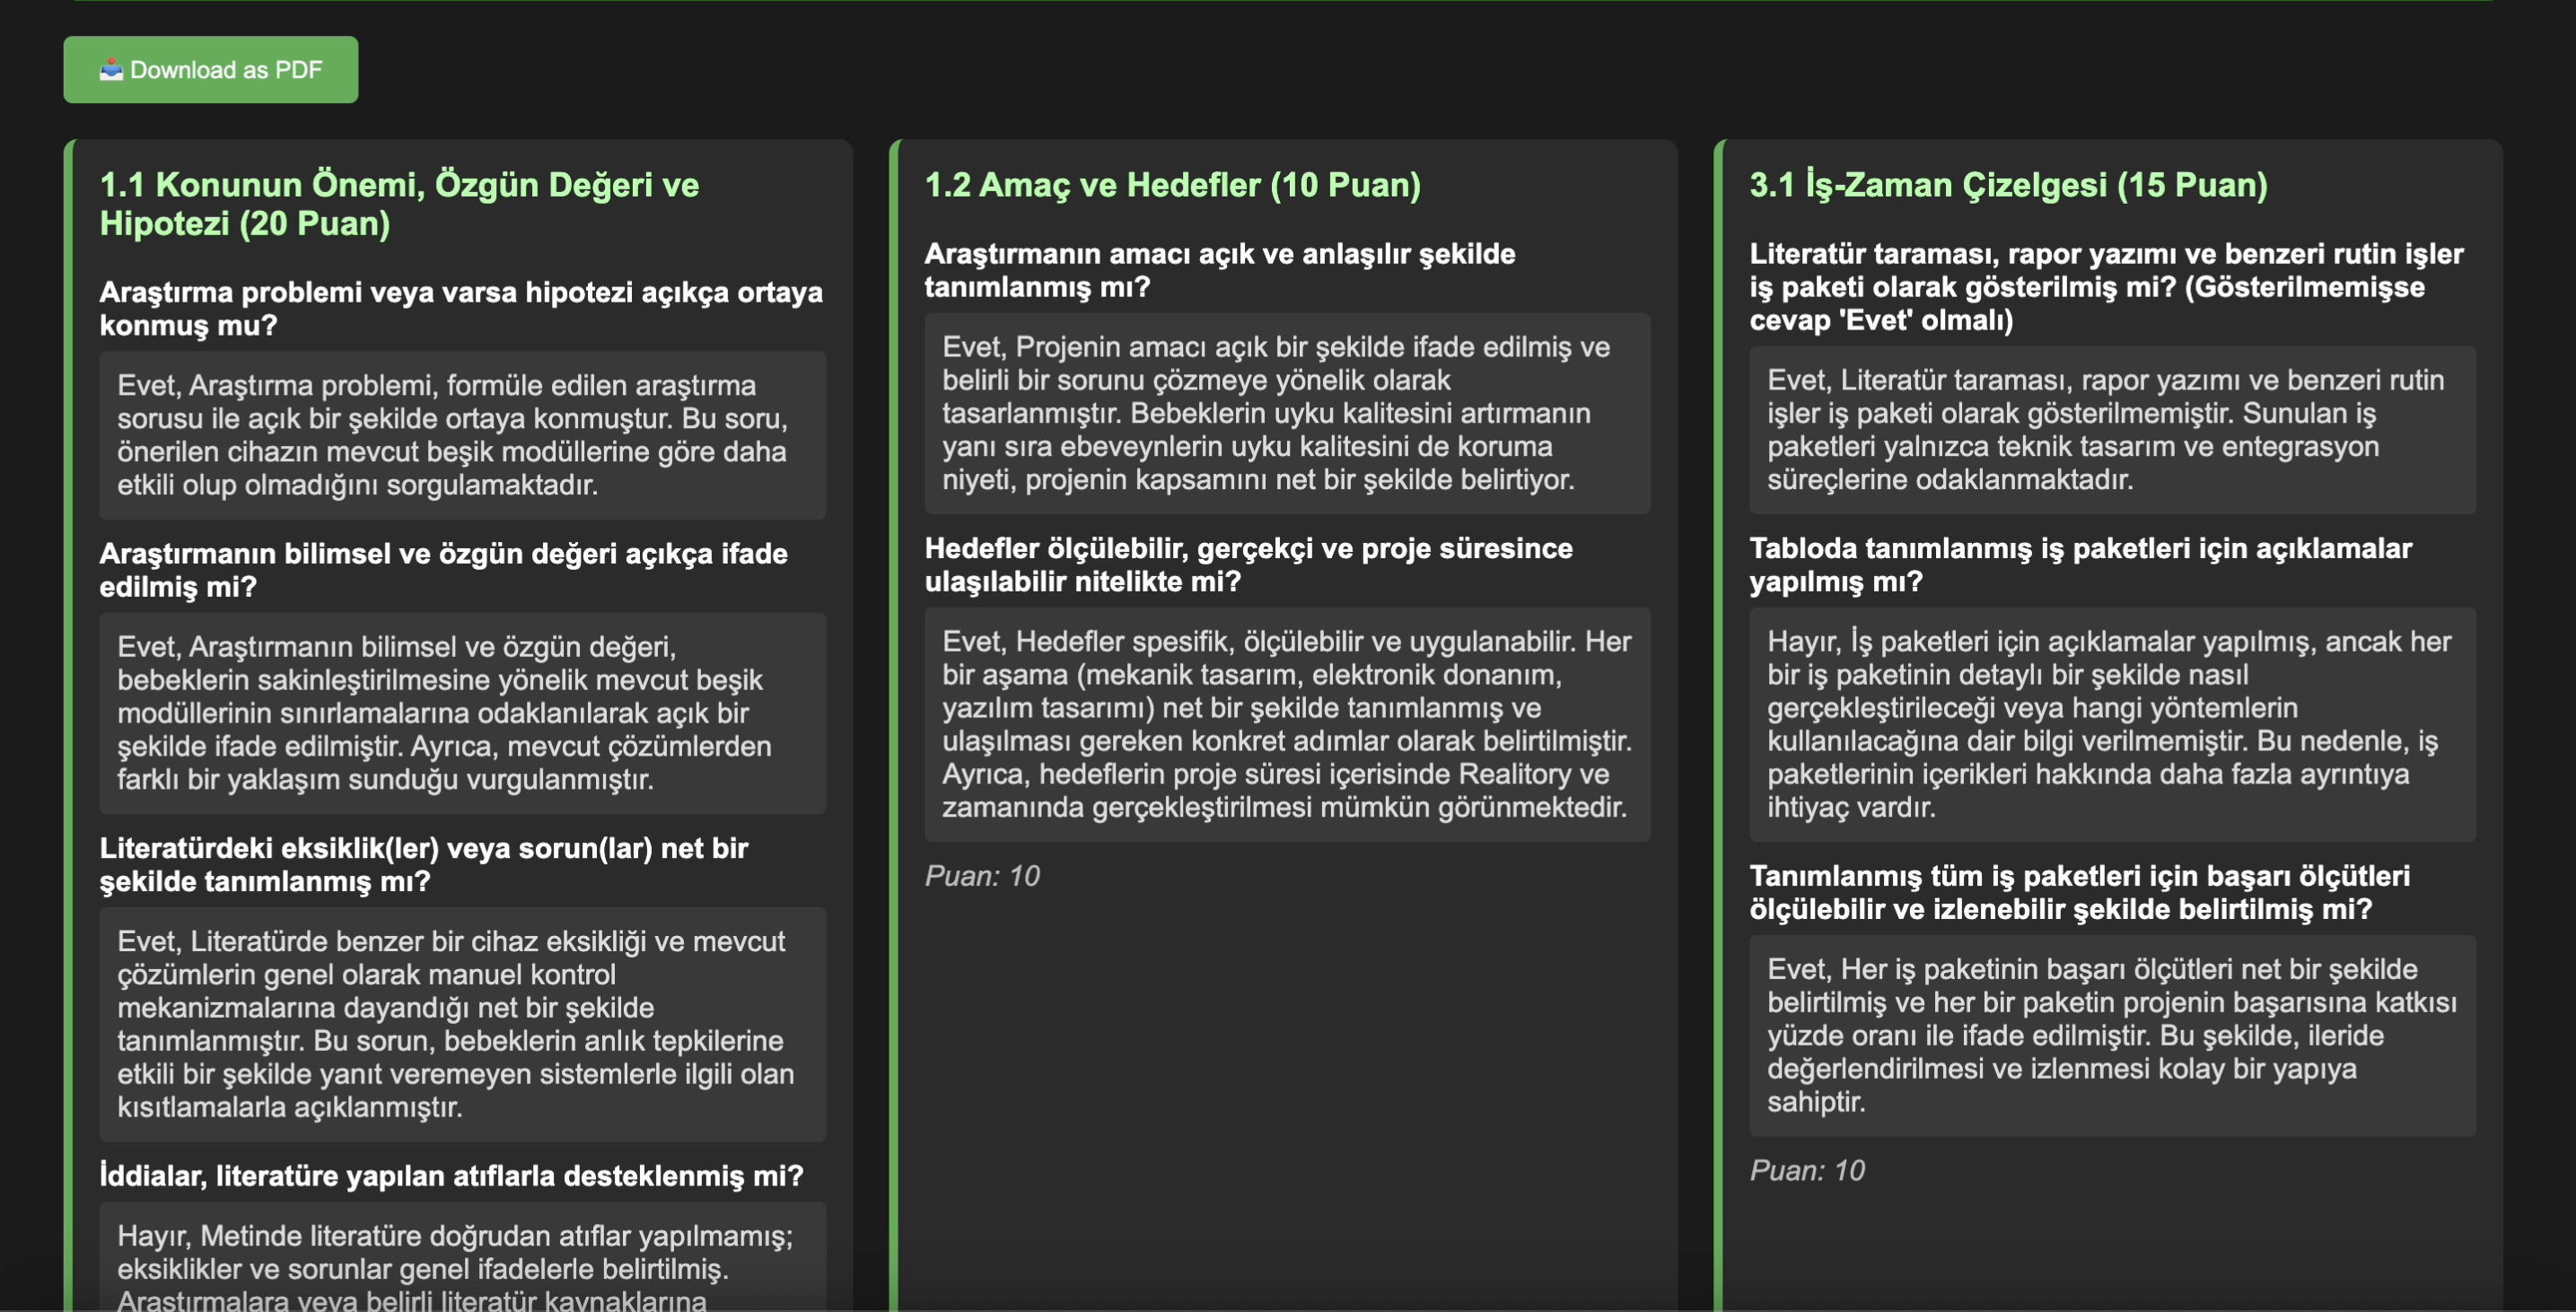 Download as PDF
1.1 Konunun Önemi, Özgün Değeri ve
Hipotezi (20 Puan)
Araştırma problemi veya varsa hipotezi açıkça ortaya
konmuş mu?
Evet, Araştırma problemi, formüle edilen araştırma
sorusu ile açık bir şekilde ortaya konmuştur. Bu soru,
önerilen cihazın mevcut beşik modüllerine göre daha
etkili olup olmadığını sorgulamaktadır.
Araştırmanın bilimsel ve özgün değeri açıkça ifade
edilmiş mi?
Evet, Araştırmanın bilimsel ve özgün değeri,
bebeklerin sakinleştirilmesine yönelik mevcut beşik
modüllerinin sınırlamalarına odaklanılarak açık bir
şekilde ifade edilmiştir. Ayrıca, mevcut çözümlerden
farklı bir yaklaşım sunduğu vurgulanmıştır.
Literatürdeki eksiklik(ler) veya sorun(lar) net bir
şekilde tanımlanmış mı?
Evet, Literatürde benzer bir cihaz eksikliği ve mevcut
çözümlerin genel olarak manuel kontrol
mekanizmalarına dayandığı net bir şekilde
tanımlanmıştır. Bu sorun, bebeklerin anlık tepkilerine
etkili bir şekilde yanıt veremeyen sistemlerle ilgili olan
kısıtlamalarla açıklanmıştır.
İddialar, literatüre yapılan atıflarla desteklenmiş mi?
Hayır, Metinde literatüre doğrudan atıflar yapılmamış;
eksiklikler ve sorunlar genel ifadelerle belirtilmiş.
Araştırmalara veya belirli literatür kaynaklarına
1.2 Amaç ve Hedefler (10 Puan)
Araştırmanın amacı açık ve anlaşılır şekilde
tanımlanmış mı?
Evet, Projenin amacı açık bir şekilde ifade edilmiş ve
belirli bir sorunu çözmeye yönelik olarak
tasarlanmıştır. Bebeklerin uyku kalitesini artırmanın
yanı sıra ebeveynlerin uyku kalitesini de koruma
niyeti, projenin kapsamını net bir şekilde belirtiyor.
Hedefler ölçülebilir, gerçekçi ve proje süresince
ulaşılabilir nitelikte mi?
Evet, Hedefler spesifik, ölçülebilir ve uygulanabilir. Her
bir aşama (mekanik tasarım, elektronik donanım,
yazılım tasarımı) net bir şekilde tanımlanmış ve
ulaşılması gereken konkret adımlar olarak belirtilmiştir.
Ayrıca, hedeflerin proje süresi içerisinde Realitory ve
zamanında gerçekleştirilmesi mümkün görünmektedir.
Puan: 10
3.1 İş-Zaman Çizelgesi (15 Puan)
Literatür taraması, rapor yazımı ve benzeri rutin işler
iş paketi olarak gösterilmiş mi? (Gösterilmemişse
cevap 'Evet' olmalı)
Evet, Literatür taraması, rapor yazımı ve benzeri rutin
işler iş paketi olarak gösterilmemiştir. Sunulan iş
paketleri yalnızca teknik tasarım ve entegrasyon
süreçlerine odaklanmaktadır.
Tabloda tanımlanmış iş paketleri için açıklamalar
yapılmış mı?
Hayır, İş paketleri için açıklamalar yapılmış, ancak her
bir iş paketinin detaylı bir şekilde nasıl
gerçekleştirileceği veya hangi yöntemlerin
kullanılacağına dair bilgi verilmemiştir. Bu nedenle, iş
paketlerinin içerikleri hakkında daha fazla ayrıntıya
ihtiyaç vardır.
Tanımlanmış tüm iş paketleri için başarı ölçütleri
ölçülebilir ve izlenebilir şekilde belirtilmiş mi?
Evet, Her iş paketinin başarı ölçütleri net bir şekilde
belirtilmiş ve her bir paketin projenin başarısına katkısı
yüzde oranı ile ifade edilmiştir. Bu şekilde, ileride
değerlendirilmesi ve izlenmesi kolay bir yapıya
sahiptir.
Puan: 10